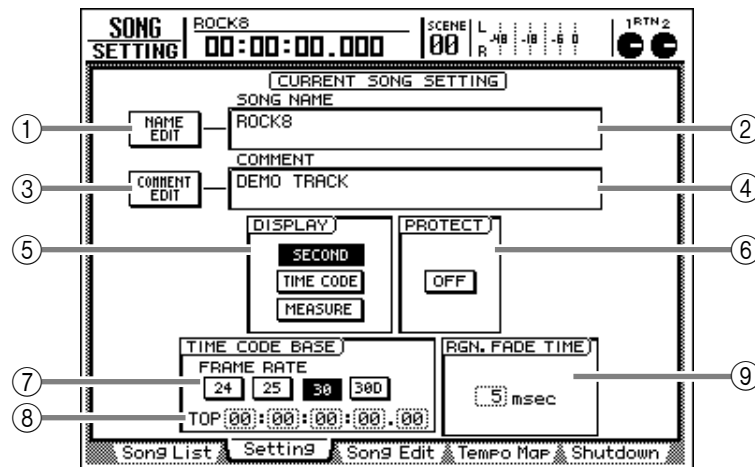 SONG SETTING
ROCK8
00:00:00.000
SCENE 00
L R -48 -18 -6 0
1 RTN 2
CURRENT SONG SETTING
SONG NAME
① NAME EDIT ROCK8 ②
COMMENT
③ COMMENT EDIT DEMO TRACK ④
DISPLAY PROTECT
⑤ ⑥
SECOND
TIME CODE OFF
MEASURE
TIME CODE BASE RGN. FADE TIME
FRAME RATE
⑦ 24 25 30 30D ⑨
5 msec
⑧ TOP 00:00:00:00.00
Song List Setting Song Edit Tempo Map Shutdown